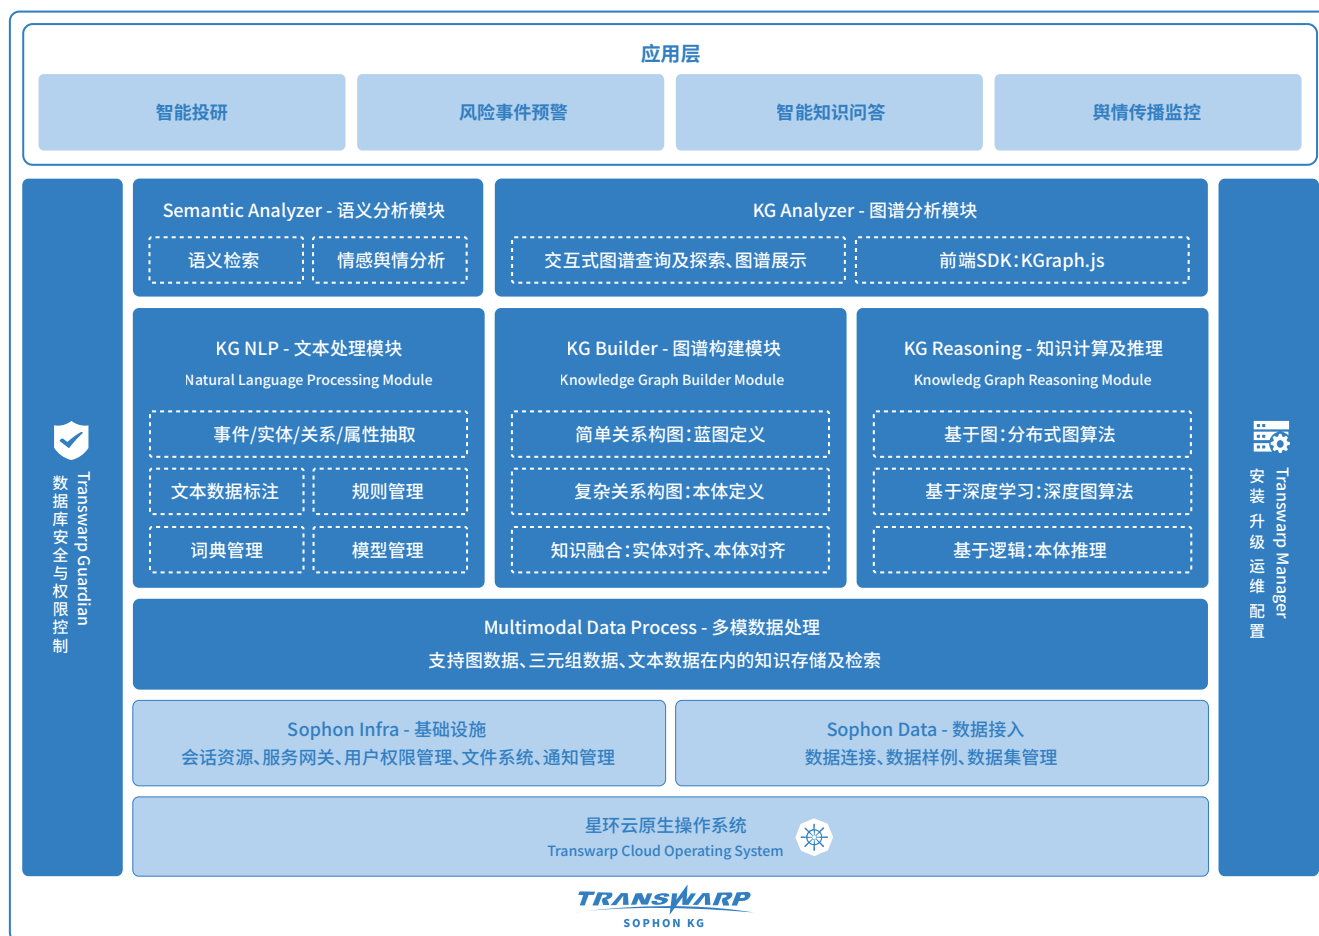 应用层
智能投研
风险事件预警
智能知识问答
舆情传播监控
Transwarp Guardian
数据库安全与权限控制
Semantic Analyzer - 语义分析模块
语义检索
情感舆情分析
KG Analyzer - 图谱分析模块
交互式图谱查询及探索、图谱展示
前端SDK：KGraph.js
KG NLP - 文本处理模块
Natural Language Processing Module
事件/实体/关系/属性抽取
文本数据标注
规则管理
词典管理
模型管理
KG Builder - 图谱构建模块
Knowledge Graph Builder Module
简单关系构图：蓝图定义
复杂关系构图：本体定义
知识融合：实体对齐、本体对齐
KG Reasoning - 知识计算及推理
Knowledg Graph Reasoning Module
基于图：分布式图算法
基于深度学习：深度图算法
基于逻辑：本体推理
Transwarp Manager
安装 升级 运维 配置
Multimodal Data Process - 多模数据处理
支持图数据、三元组数据、文本数据在内的知识存储及检索
Sophon Infra - 基础设施
会话资源、服务网关、用户权限管理、文件系统、通知管理
Sophon Data - 数据接入
数据连接、数据样例、数据集管理
星环云原生操作系统
Transwarp Cloud Operating System
TRANSWARP
SOPHON KG